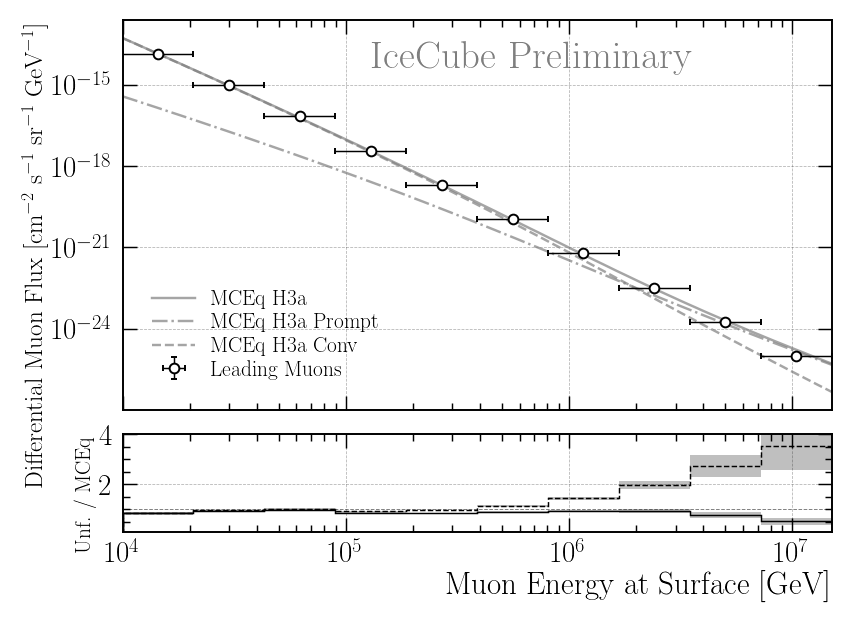 IceCube Preliminary
Differential Muon Flux [cm⁻² s⁻¹ sr⁻¹ GeV⁻¹]
10⁻¹⁵
10⁻¹⁸
10⁻²¹
10⁻²⁴
MCEq H3a
MCEq H3a Prompt
MCEq H3a Conv
Leading Muons
Unf. / MCEq
4
2
10⁴ 10⁵ 10⁶ 10⁷
Muon Energy at Surface [GeV]